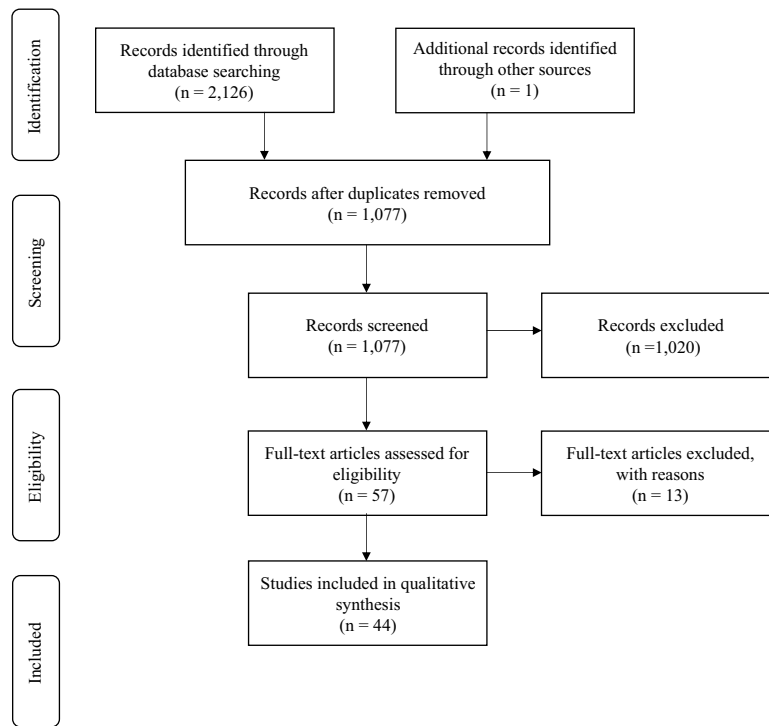 Identification
Records identified through
database searching
(n = 2,126)
Additional records identified
through other sources
(n = 1)
Records after duplicates removed
(n = 1,077)
Screening
Records screened
(n = 1,077)
Records excluded
(n =1,020)
Eligibility
Full-text articles assessed for
eligibility
(n = 57)
Full-text articles excluded,
with reasons
(n = 13)
Included
Studies included in qualitative
synthesis
(n = 44)